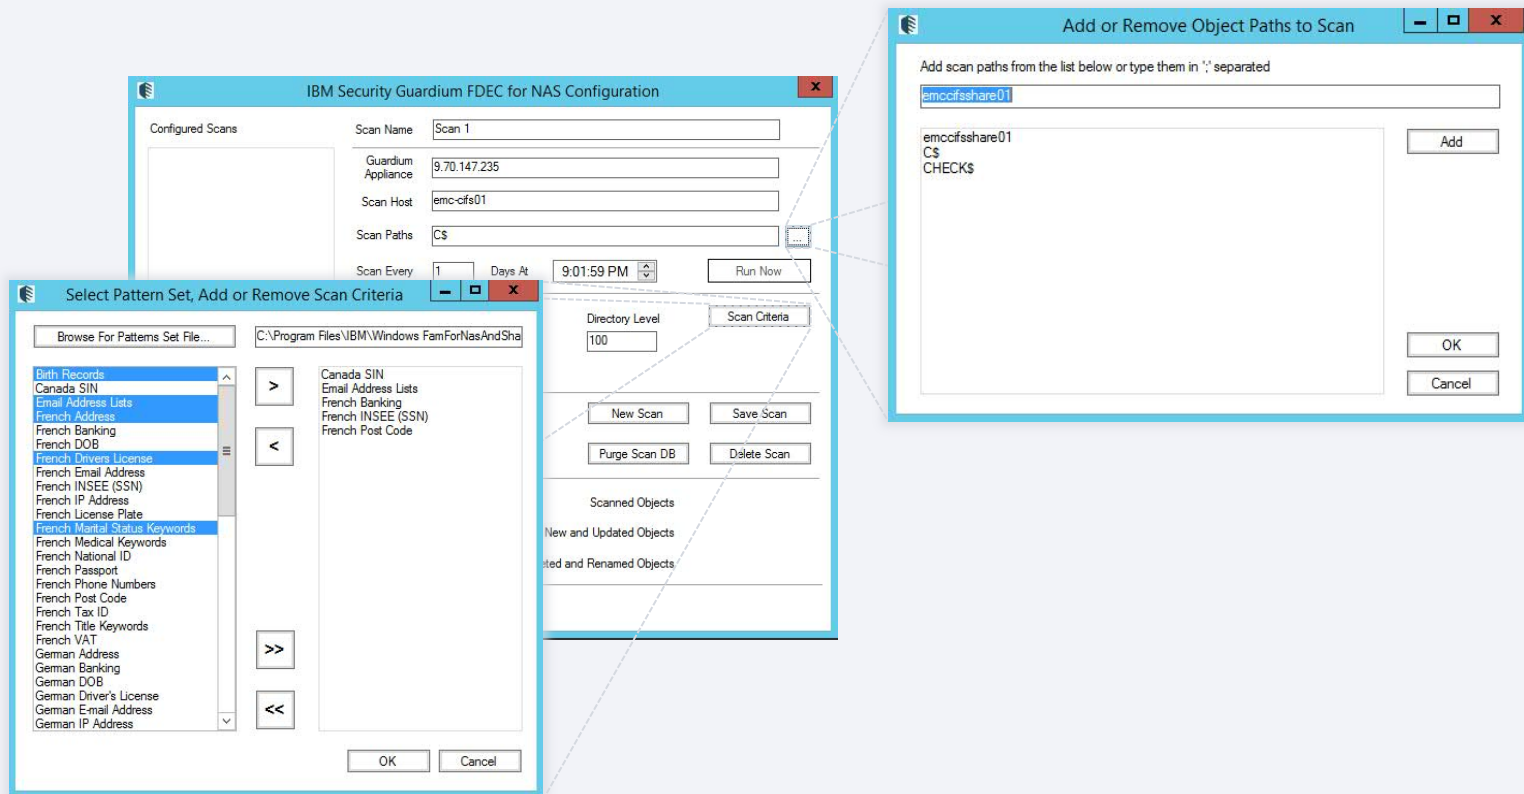 Add or Remove Object Paths to Scan
Add scan paths from the list below or type them in ';' separated
emccifsshare01
emccifsshare01
C$
CHECK$
Add
OK
Cancel
IBM Security Guardium FDEC for NAS Configuration
Configured Scans
Scan Name
Scan 1
Guardium
Appliance
9.70.147.235
Scan Host
emc-cifs01
Scan Paths
C$
...
Scan Every
1
Days At
9:01:59 PM
Run Now
Directory Level
100
Scan Criteria
New Scan
Save Scan
Purge Scan DB
Delete Scan
Scanned Objects
New and Updated Objects
and Renamed Objects
Select Pattern Set, Add or Remove Scan Criteria
Browse For Patterns Set File...
C:\Program Files\IBM\Windows FamForNasAndSha
Birth Records
Canada SIN
Email Address Lists
French Address
French Banking
French DOB
French Drivers License
French Email Address
French INSEE (SSN)
French IP Address
French License Plate
French Marital Status Keywords
French Medical Keywords
French National ID
French Passport
French Phone Numbers
French Post Code
French Tax ID
French Title Keywords
French VAT
German Address
German Banking
German DOB
German Driver's License
German E-mail Address
German IP Address
>
<
>>
<<
Canada SIN
Email Address Lists
French Banking
French INSEE (SSN)
French Post Code
OK
Cancel